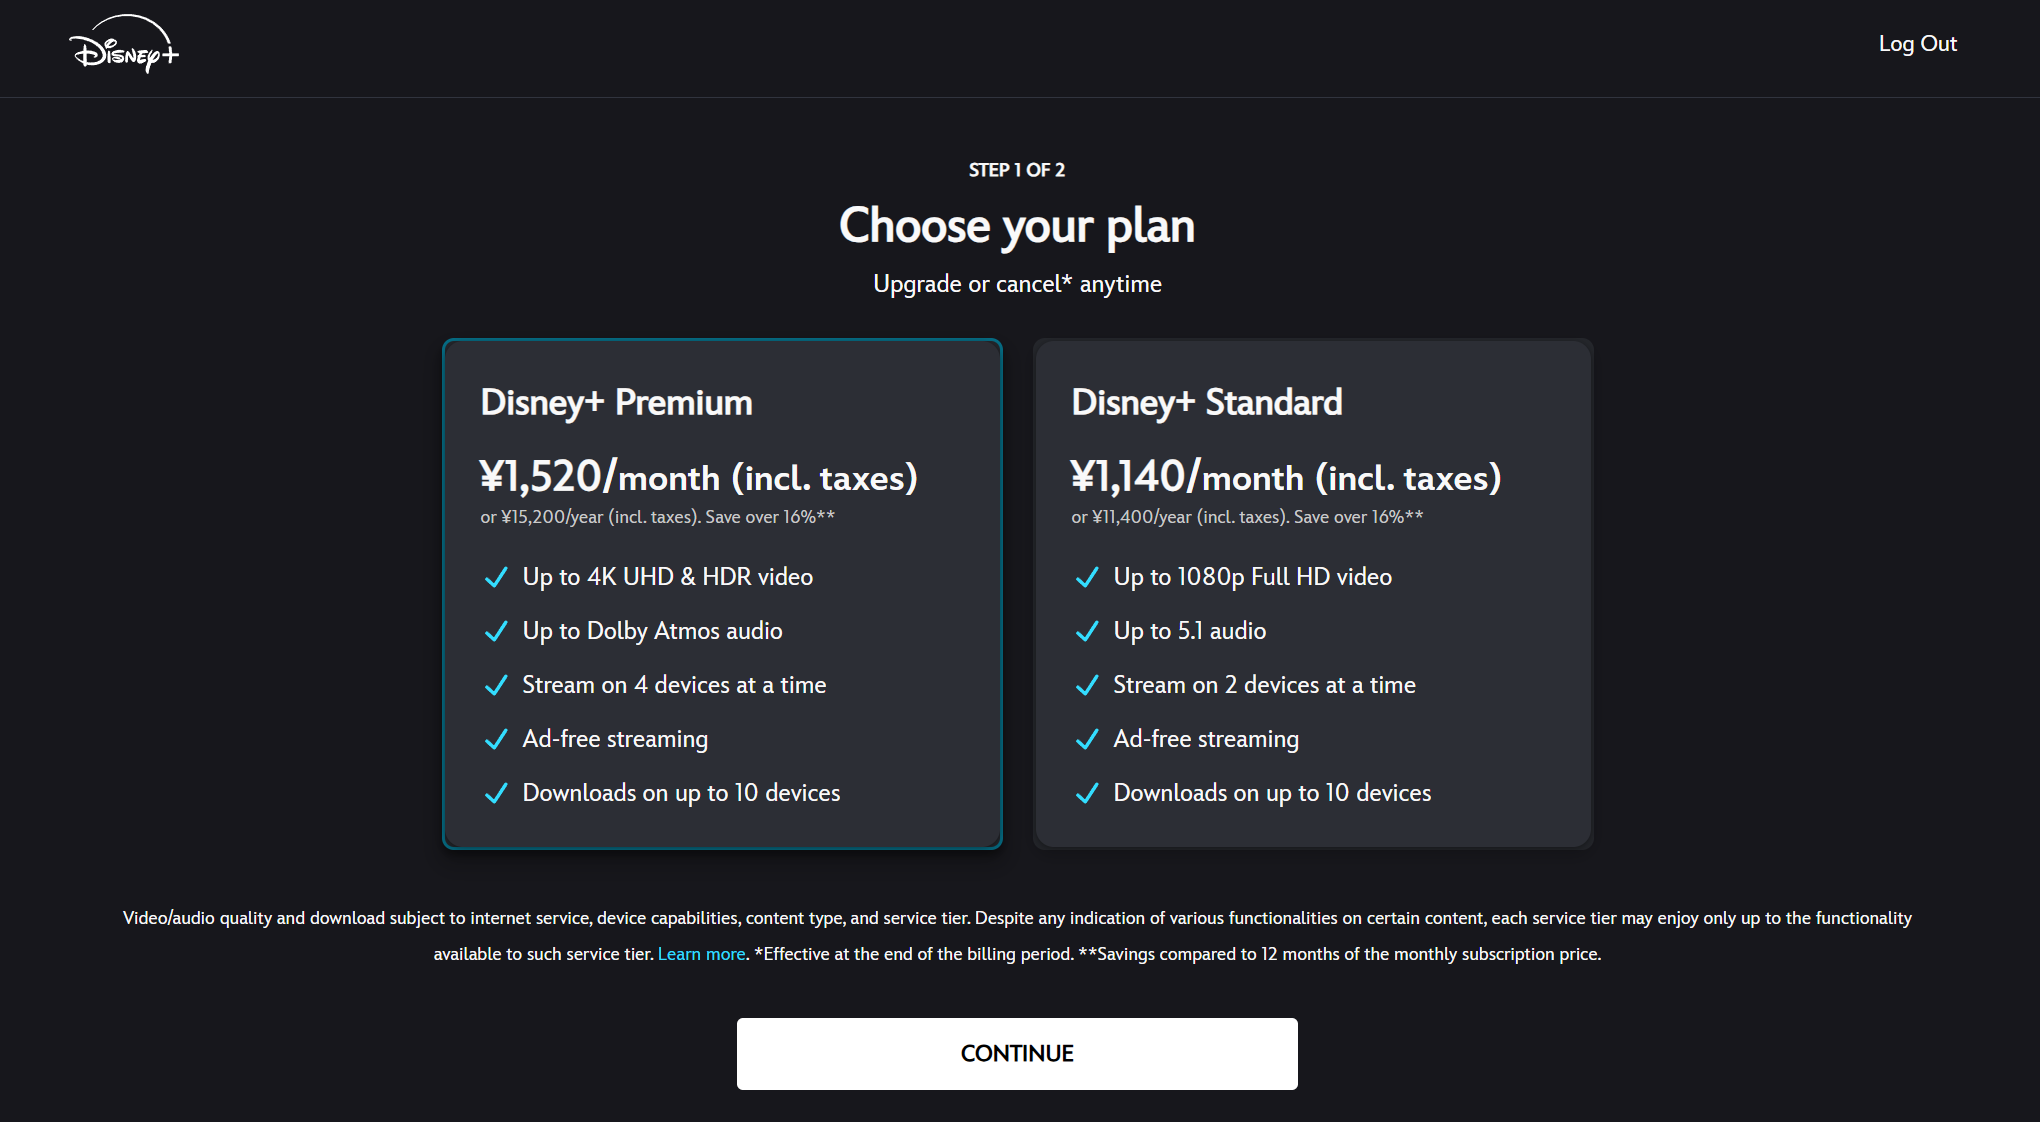 Disney+
Log Out
STEP 1 OF 2
Choose your plan
Upgrade or cancel* anytime
Disney+ Premium
¥1,520/month (incl. taxes)
or ¥15,200/year (incl. taxes). Save over 16%**
Up to 4K UHD & HDR video
Up to Dolby Atmos audio
Stream on 4 devices at a time
Ad-free streaming
Downloads on up to 10 devices
Disney+ Standard
¥1,140/month (incl. taxes)
or ¥11,400/year (incl. taxes). Save over 16%**
Up to 1080p Full HD video
Up to 5.1 audio
Stream on 2 devices at a time
Ad-free streaming
Downloads on up to 10 devices
Video/audio quality and download subject to internet service, device capabilities, content type, and service tier. Despite any indication of various functionalities on certain content, each service tier may enjoy only up to the functionality
available to such service tier. Learn more. *Effective at the end of the billing period. **Savings compared to 12 months of the monthly subscription price.
CONTINUE